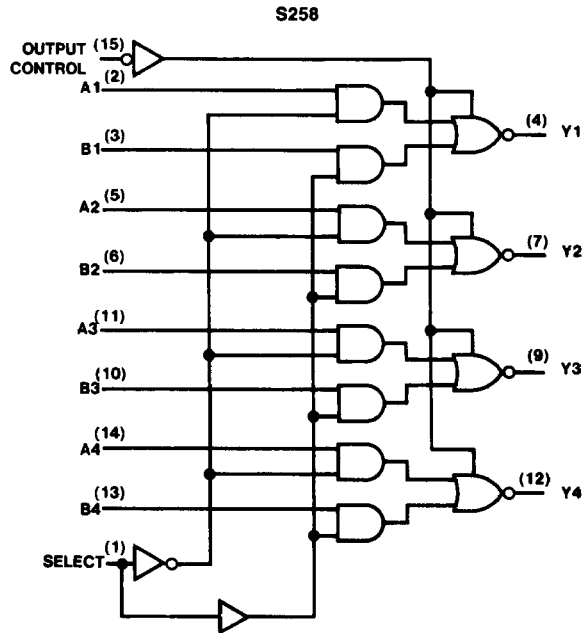 S258
OUTPUT CONTROL (15)
A1 (2)
B1 (3)
(4) Y1
A2 (5)
B2 (6)
(7) Y2
A3 (11)
B3 (10)
(9) Y3
A4 (14)
B4 (13)
(12) Y4
SELECT (1)